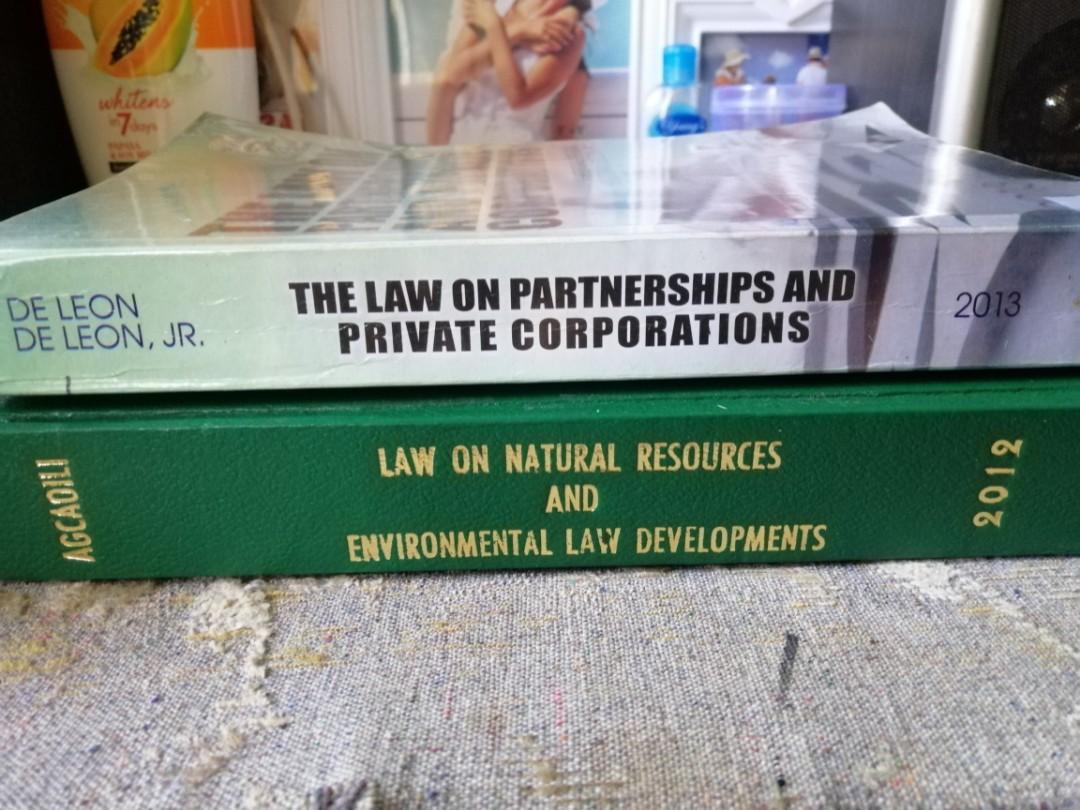 whitens
in 7 days
PAPAYA
DE LEON
DE LEON, JR.
THE LAW ON PARTNERSHIPS AND
PRIVATE CORPORATIONS
2013
AGCAOILI
LAW ON NATURAL RESOURCES
AND
ENVIRONMENTAL LAW DEVELOPMENTS
2012